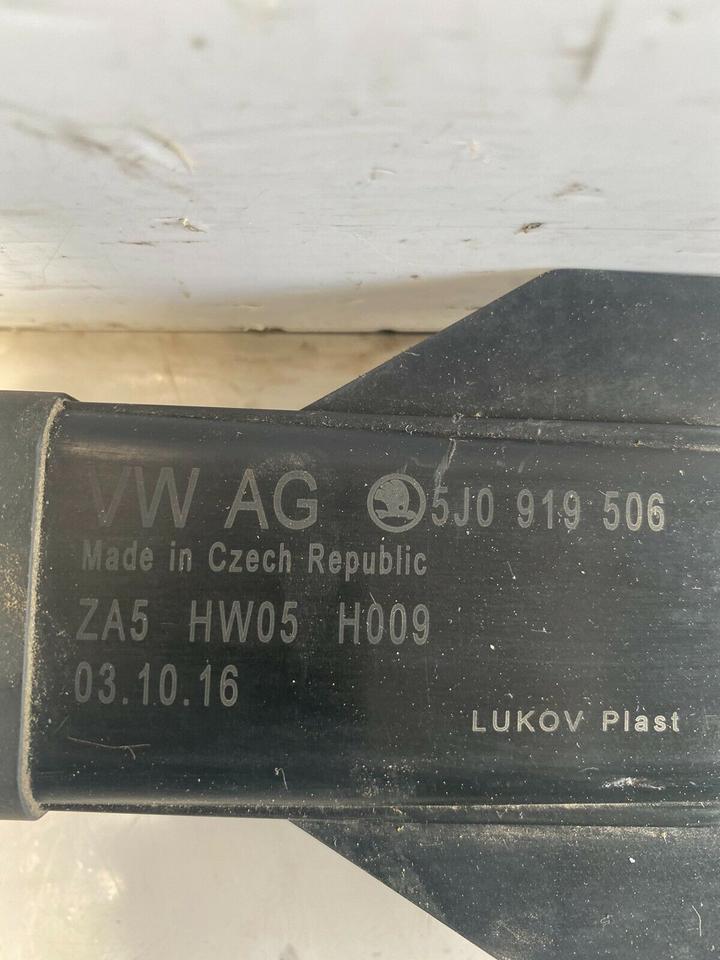 VW AG 5J0 919 506
Made in Czech Republic
ZA5 HW05 H009
03.10.16
LUKOV Plast